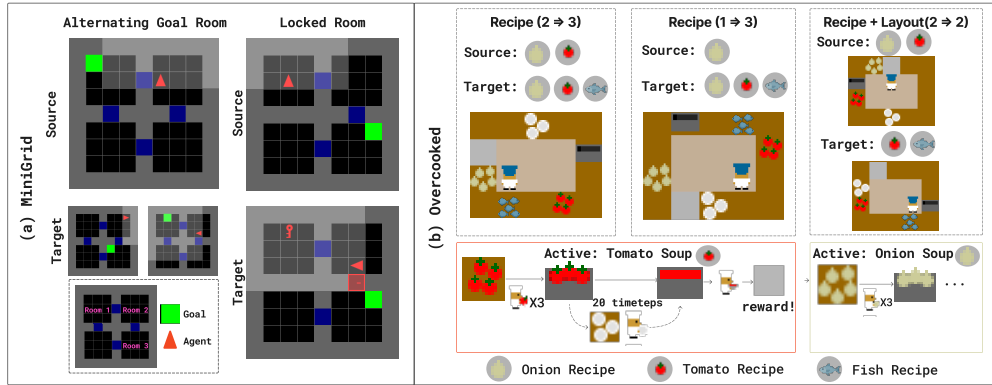 (a) MiniGrid
Alternating Goal Room
Locked Room
Source
Source
Target
Target
Room 1
Room 2
Room 3
Goal
Agent
(b) Overcooked
Recipe (2 ⇒ 3)
Source:
Target:
Recipe (1 ⇒ 3)
Source:
Target:
Recipe + Layout(2 ⇒ 2)
Source:
Target:
Active: Tomato Soup
X3
20 timeteps
reward!
Active: Onion Soup
X3
...
Onion Recipe
Tomato Recipe
Fish Recipe